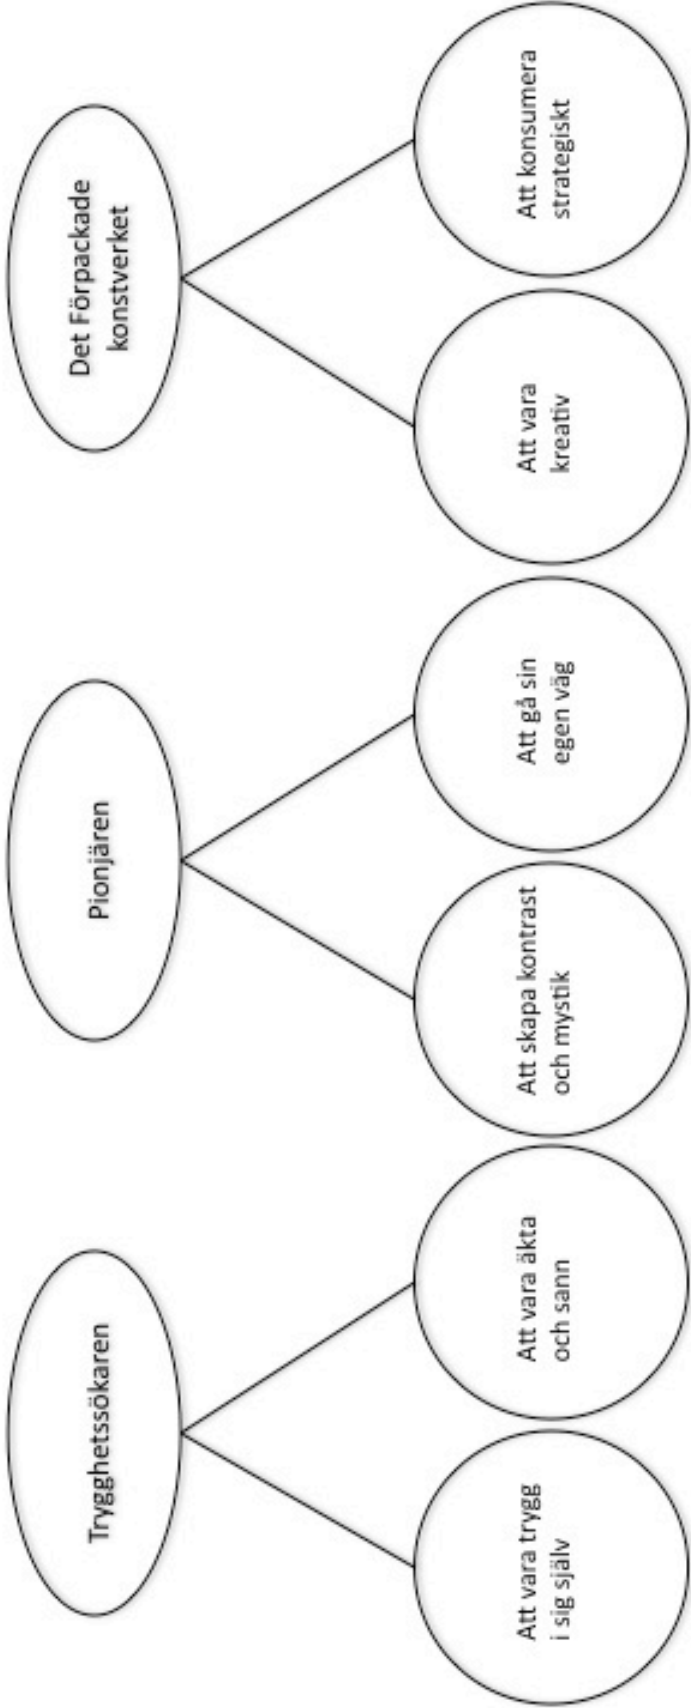 Trygghetssökaren
Pionjären
Det Förpackade
konstverket
Att vara trygg
i sig själv
Att vara äkta
och sann
Att skapa kontrast
och mystik
Att gå sin
egen väg
Att vara
kreativ
Att konsumera
strategiskt